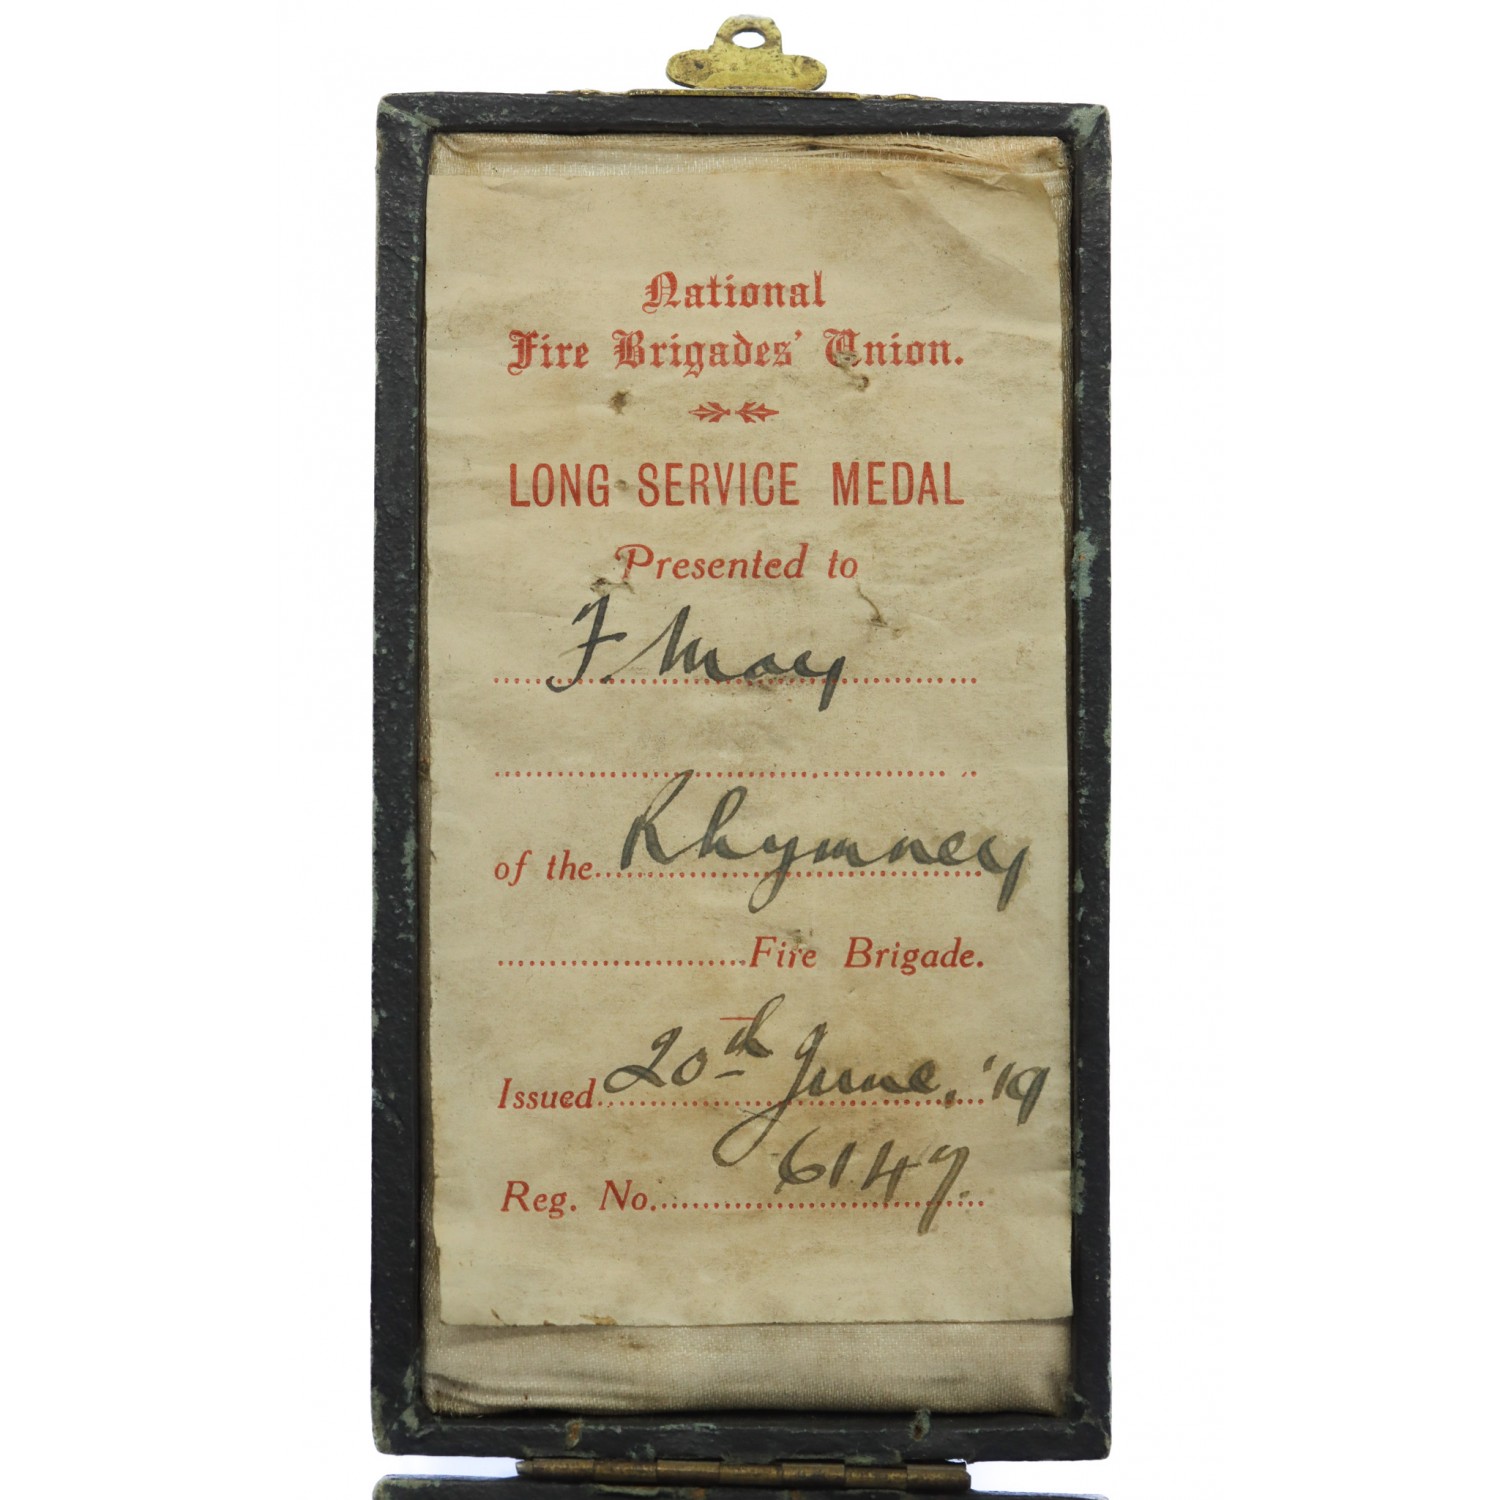 National
Fire Brigades' Union.
LONG SERVICE MEDAL
Presented to
F. May
of the Rhymney
Fire Brigade.
Issued 20th June, '19
Reg. No. 6147.